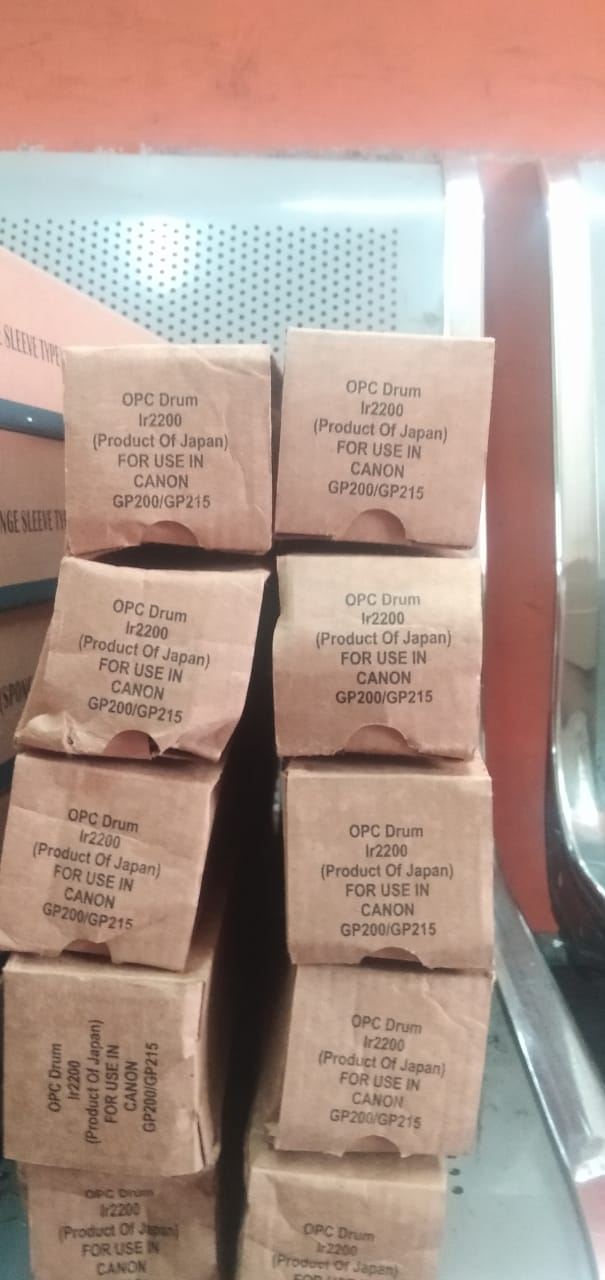 SLEEVE TYPE
NGE SLEEVE TY
(SPON
OPC Drum
Ir2200
(Product Of Japan)
FOR USE IN
CANON
GP200/GP215
OPC Drum
Ir2200
(Product Of Japan)
FOR USE IN
CANON
GP200/GP215
OPC Drum
Ir2200
(Product Of Japan)
FOR USE IN
CANON
GP200/GP215
OPC Drum
Ir2200
(Product Of Japan)
FOR USE IN
CANON
GP200/GP215
OPC Drum
Ir2200
(Product Of Japan)
FOR USE IN
CANON
GP200/GP215
OPC Drum
Ir2200
(Product Of Japan)
FOR USE IN
CANON
GP200/GP215
OPC Drum
Ir2200
(Product Of Japan)
FOR USE IN
CANON
GP200/GP215
OPC Drum
Ir2200
(Product Of Japan)
FOR USE IN
CANON
GP200/GP215
OPC Drum
Ir2200
(Product Of Japan)
FOR USE IN
CANON
OPC Drum
Ir2200
(Product Of Japan)
FOR USE IN